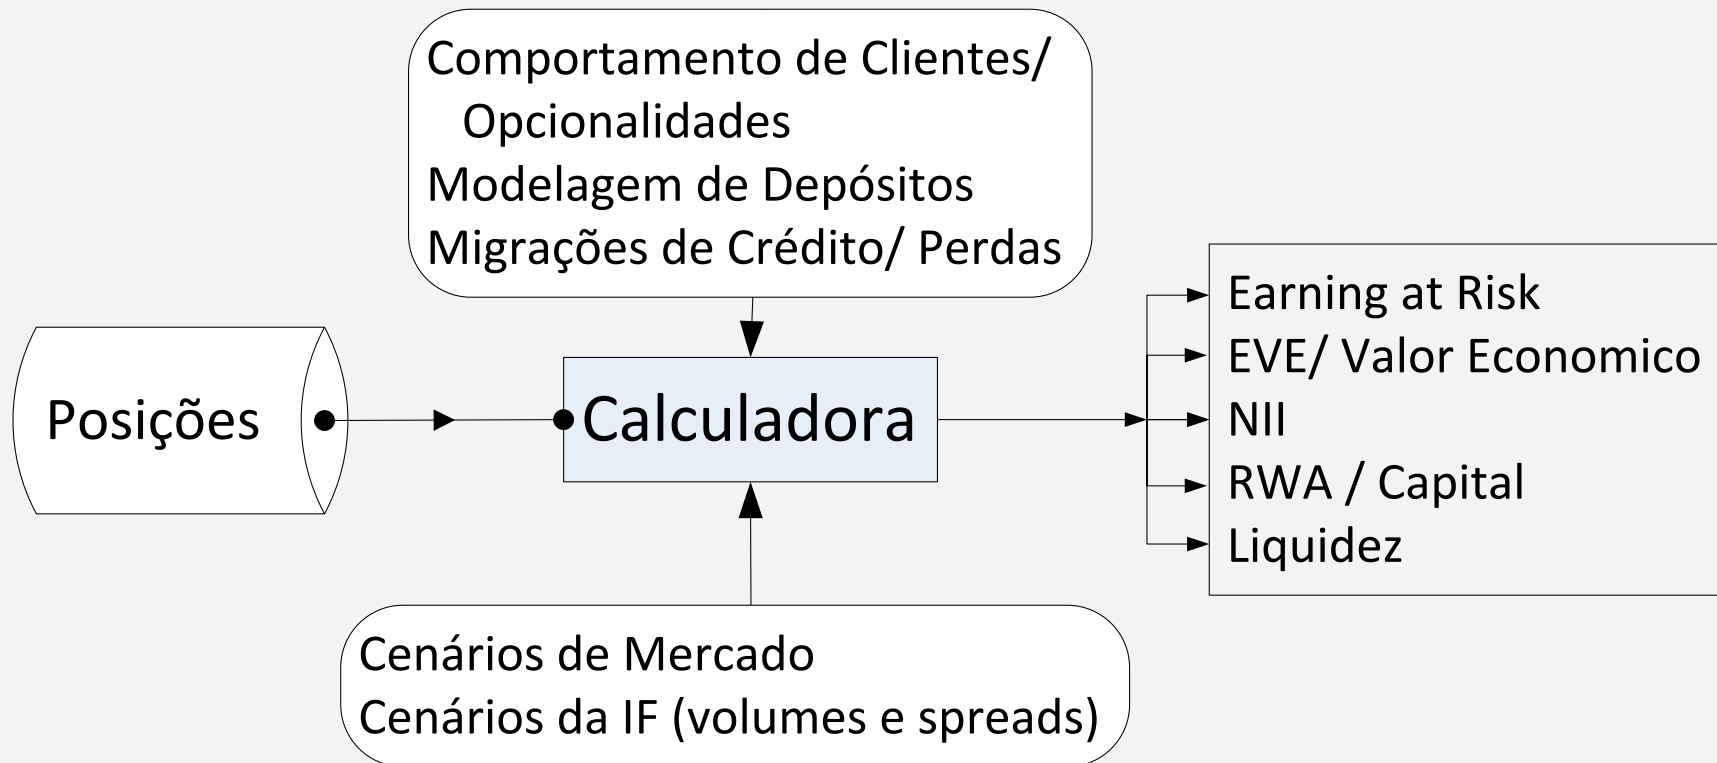 Comportamento de Clientes/
Opcionalidades
Modelagem de Depósitos
Migrações de Crédito/ Perdas
Posições
Calculadora
Earning at Risk
EVE/ Valor Economico
NII
RWA / Capital
Liquidez
Cenários de Mercado
Cenários da IF (volumes e spreads)